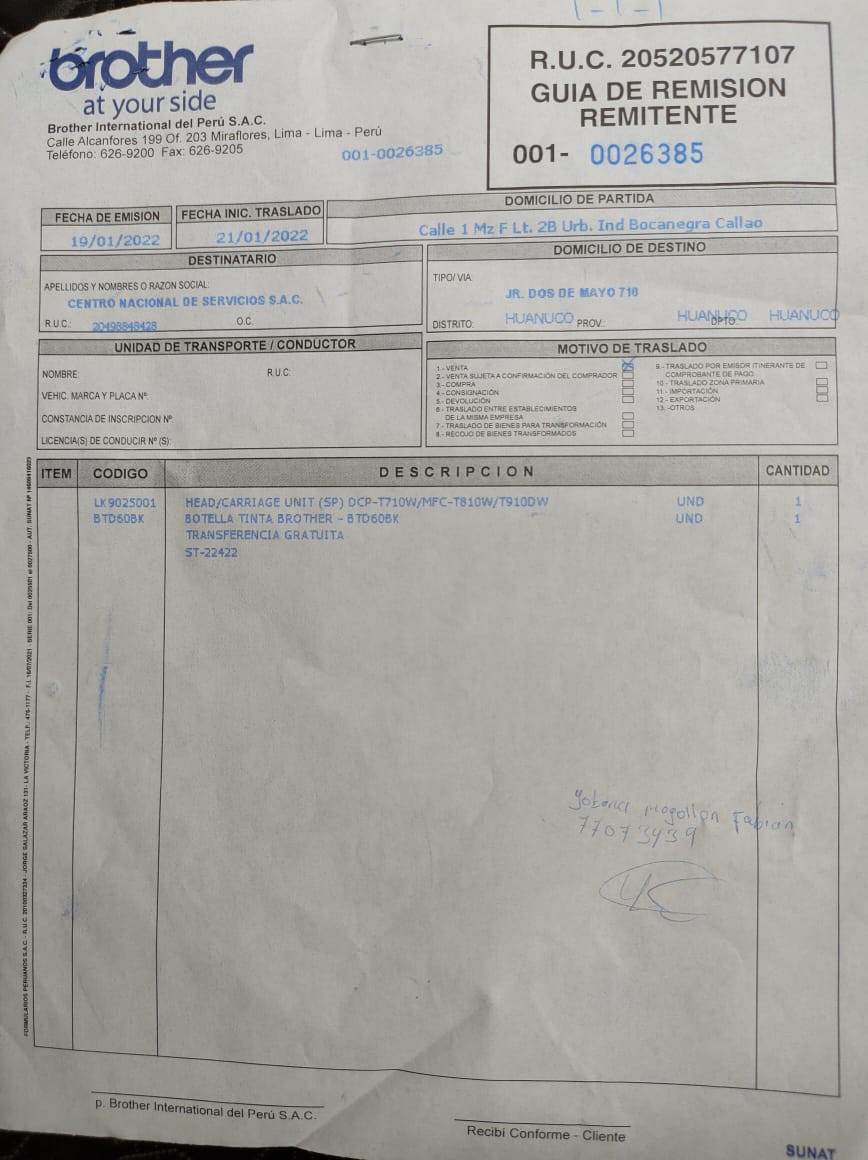 brother
at your side
Brother International del Perú S.A.C.
Calle Alcanfores 199 Of. 203 Miraflores, Lima - Lima - Perú
Teléfono: 626-9200 Fax: 626-9205
001-0026385
R.U.C. 20520577107
GUIA DE REMISION
REMITENTE
001- 0026385
FECHA DE EMISION
19/01/2022
FECHA INIC. TRASLADO
21/01/2022
DOMICILIO DE PARTIDA
Calle 1 Mz F Lt. 2B Urb. Ind Bocanegra Callao
DESTINATARIO
APELLIDOS Y NOMBRES O RAZON SOCIAL:
CENTRO NACIONAL DE SERVICIOS S.A.C.
R.U.C.: 20498848428 O.C.
DOMICILIO DE DESTINO
TIPO/VIA:
JR. DOS DE MAYO 710
DISTRITO: HUANUCO PROV.: HUANUCO DPTO.: HUANUCO
UNIDAD DE TRANSPORTE / CONDUCTOR
NOMBRE: R.U.C:
VEHIC. MARCA Y PLACA Nº:
CONSTANCIA DE INSCRIPCION Nº
LICENCIA(S) DE CONDUCIR Nº (S):
MOTIVO DE TRASLADO
1.- VENTA
2.- VENTA SUJETA A CONFIRMACIÓN DEL COMPRADOR
3.- COMPRA
4.- CONSIGNACIÓN
5.- DEVOLUCIÓN
6.- TRASLADO ENTRE ESTABLECIMIENTOS
DE LA MISMA EMPRESA
7.- TRASLADO DE BIENES PARA TRANSFORMACIÓN
8.- RECOJO DE BIENES TRANSFORMADOS
9.- TRASLADO POR EMISOR ITINERANTE DE
COMPROBANTE DE PAGO
10.- TRASLADO ZONA PRIMARIA
11.- IMPORTACIÓN
12.- EXPORTACIÓN
13.-OTROS
ITEM CODIGO DESCRIPCION CANTIDAD
LK9025001 HEAD/CARRIAGE UNIT (SP) DCP-T710W/MFC-T810W/T910DW UND 1
BTD60BK BOTELLA TINTA BROTHER - BTD60BK UND 1
TRANSFERENCIA GRATUITA
ST-22422
Mogollon Fabian
77073939
p. Brother International del Perú S.A.C.
Recibí Conforme - Cliente
SUNAT